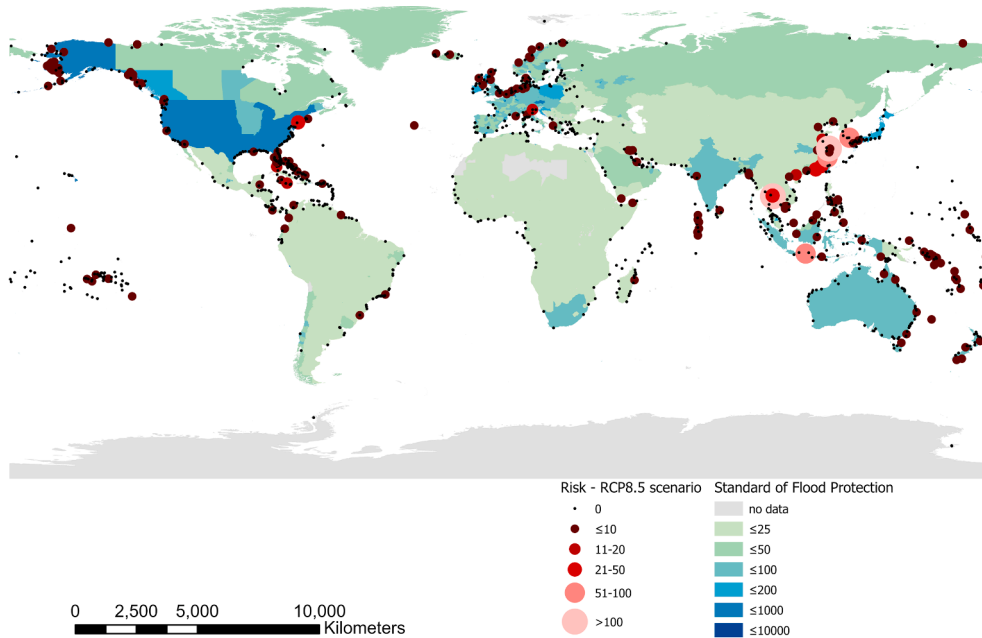 Risk - RCP8.5 scenario
0
≤10
11-20
21-50
51-100
>100
Standard of Flood Protection
no data
≤25
≤50
≤100
≤200
≤1000
≤10000
0 2,500 5,000 10,000
Kilometers